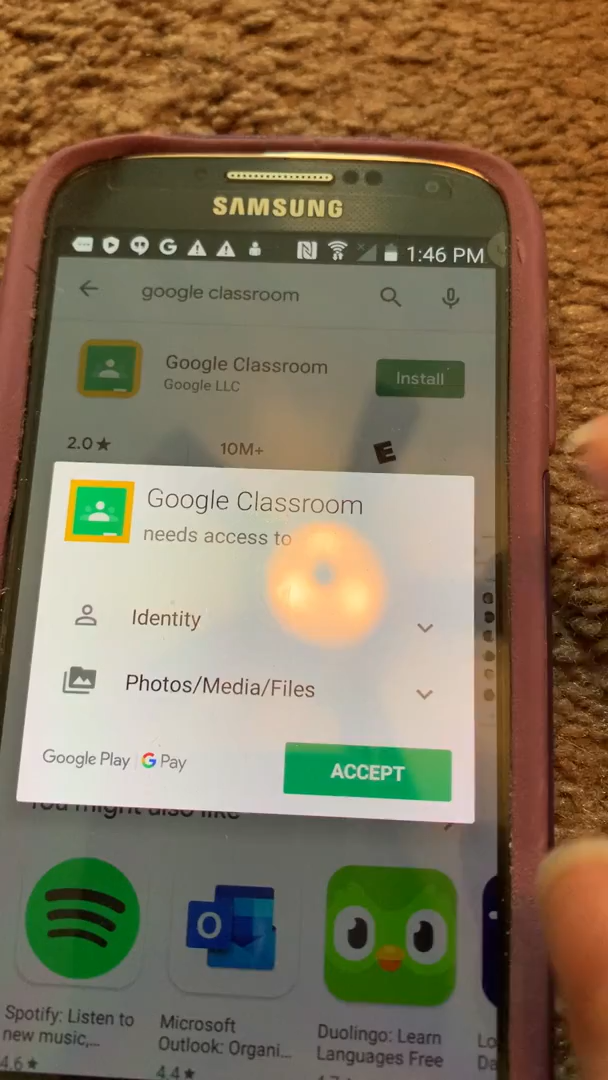 SAMSUNG
1:46 PM
google classroom
Google Classroom
Google LLC
Install
2.0★
10M+
E
Google Classroom
needs access to
Identity
Photos/Media/Files
Google Play G Pay
ACCEPT
You might also like
Spotify: Listen to
new music,...
4.6★
Microsoft
Outlook: Organi...
4.4★
Duolingo: Learn
Languages Free
Lo
Da